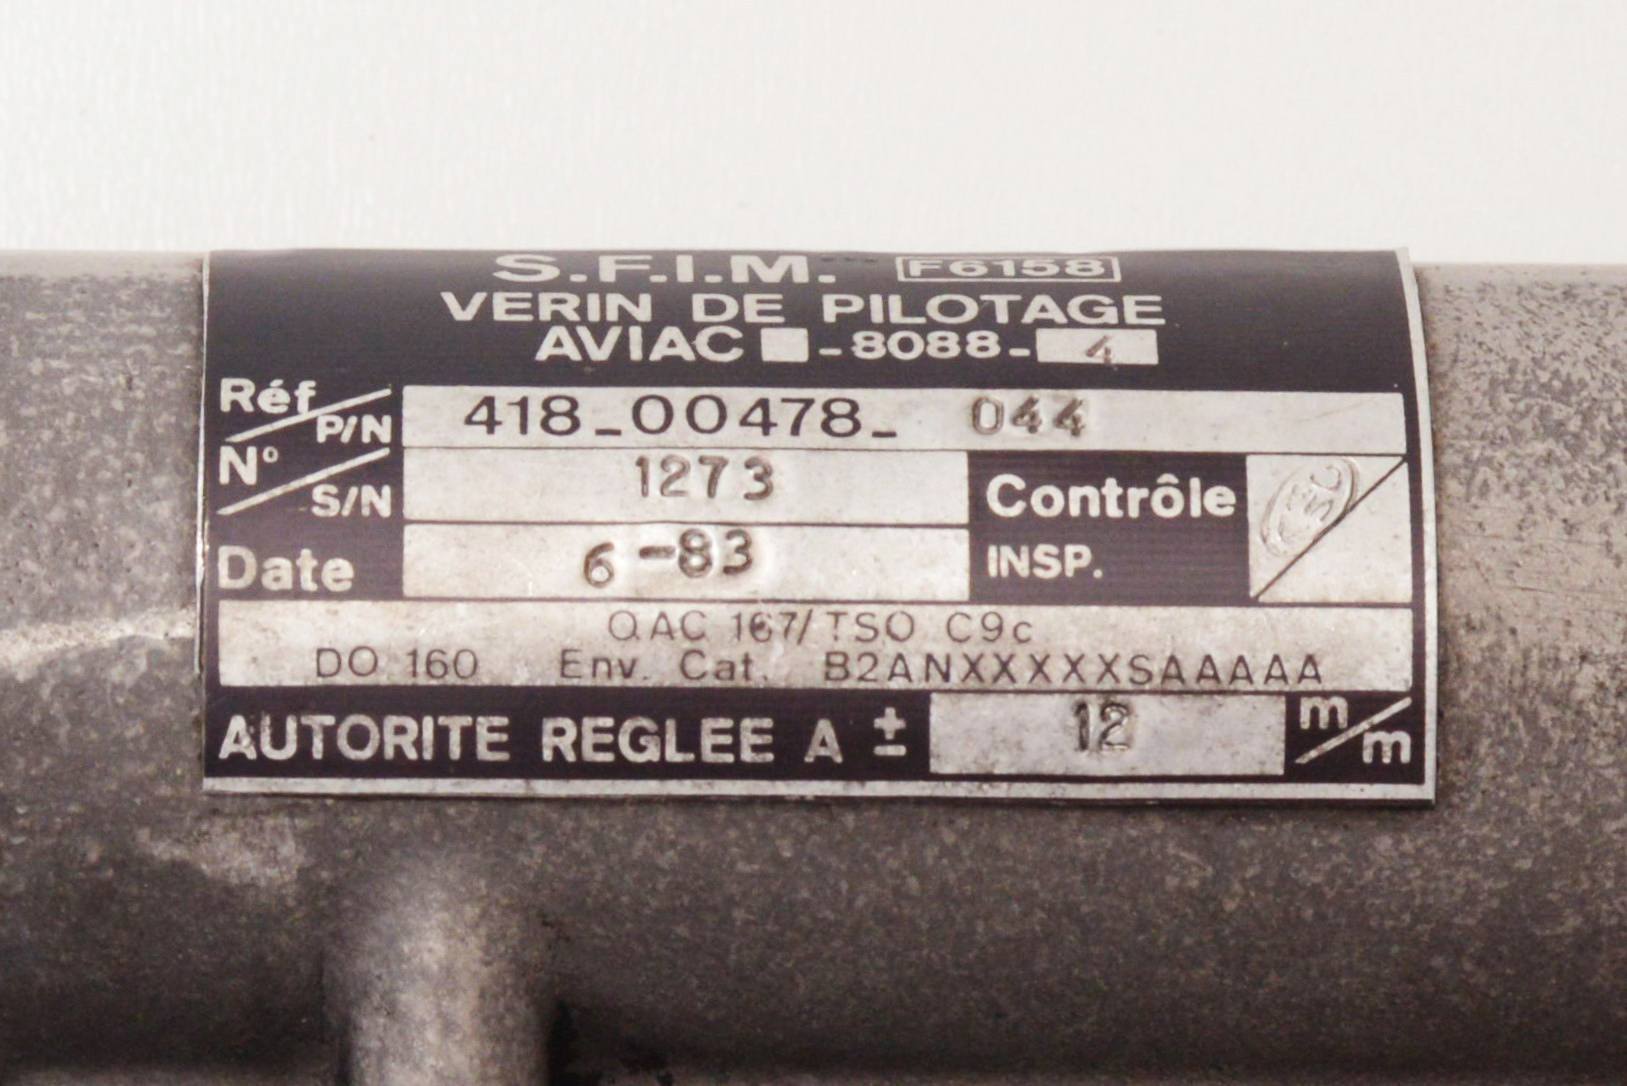 S.F.I.M. F6158
VERIN DE PILOTAGE
AVIAC -8088- 4
Réf / P/N 418_00478_ 044
N° / S/N 1273
Contrôle INSP.
Date 6-83
QAC 167/TSO C9c
DO 160 Env. Cat. B2ANXXXXXSAAAAA
AUTORITE REGLEE A ± 12 m/m